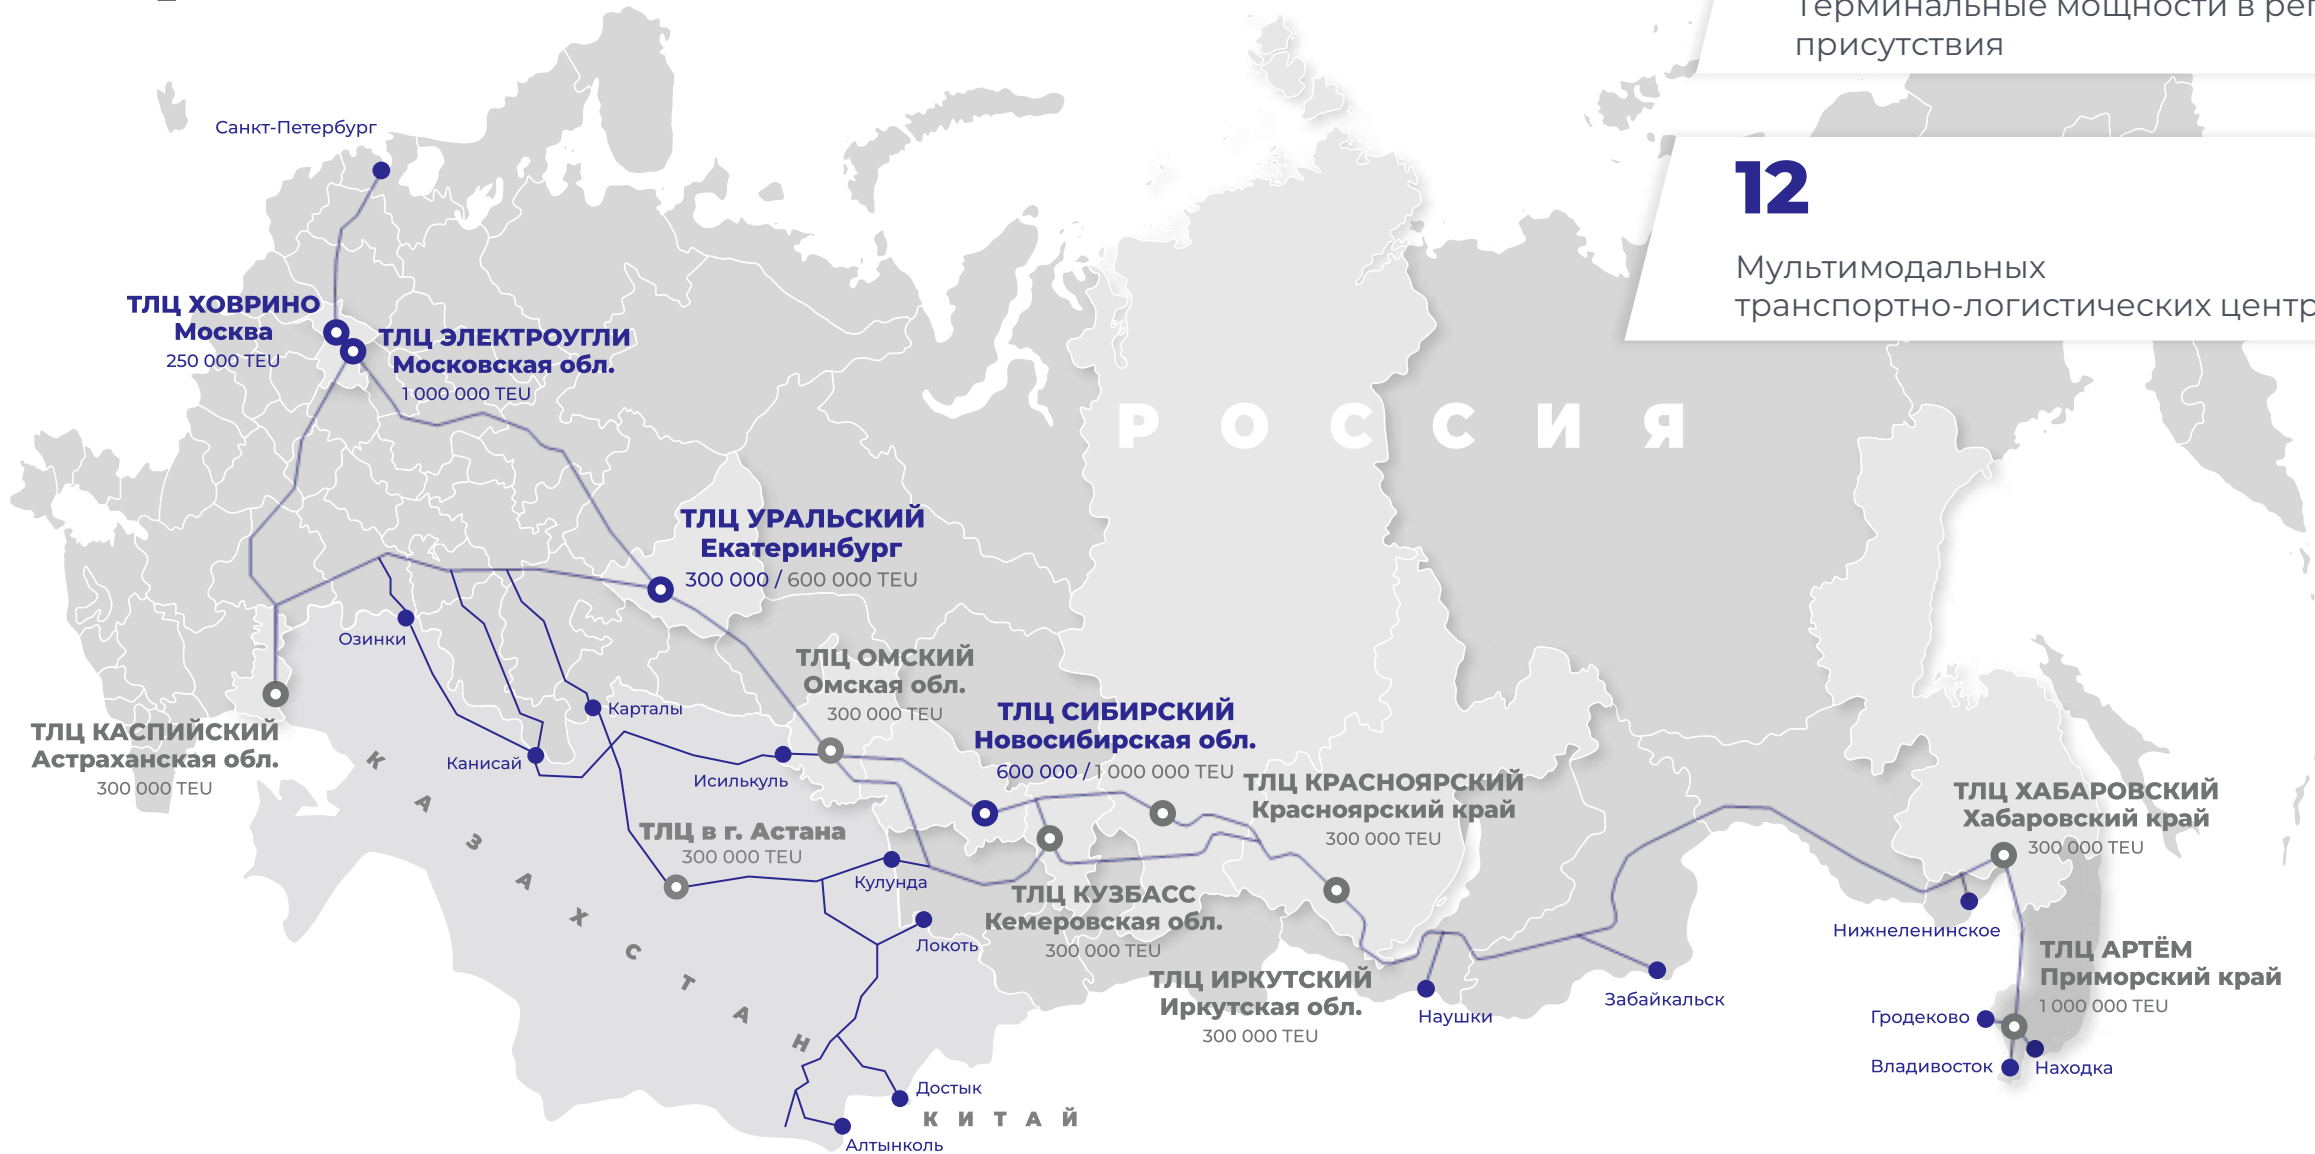 Терминальные мощности в
присутствия
12
Мультимодальных
транспортно-логистических
Санкт-Петербург
ТЛЦ ХОВРИНО
Москва
250 000 TEU
ТЛЦ ЭЛЕКТРОУГЛИ
Московская обл.
1 000 000 TEU
РОССИЯ
ТЛЦ УРАЛЬСКИЙ
Екатеринбург
300 000 / 600 000 TEU
Озинки
ТЛЦ ОМСКИЙ
Омская обл.
300 000 TEU
ТЛЦ КАСПИЙСКИЙ
Астраханская обл.
300 000 TEU
Карталы
Канисай
Исилькуль
ТЛЦ СИБИРСКИЙ
Новосибирская обл.
600 000 / 1 000 000 TEU
ТЛЦ КРАСНОЯРСКИЙ
Красноярский край
300 000 TEU
ТЛЦ ХАБАРОВСКИЙ
Хабаровский край
300 000 TEU
КАЗАХСТАН
ТЛЦ в г. Астана
300 000 TEU
Кулунда
ТЛЦ КУЗБАСС
Кемеровская обл.
300 000 TEU
Локоть
ТЛЦ ИРКУТСКИЙ
Иркутская обл.
300 000 TEU
Наушки
Забайкальск
Нижнеленинское
ТЛЦ АРТЁМ
Приморский край
1 000 000 TEU
Гродеково
Владивосток
Находка
Достык
КИТАЙ
Алтынколь